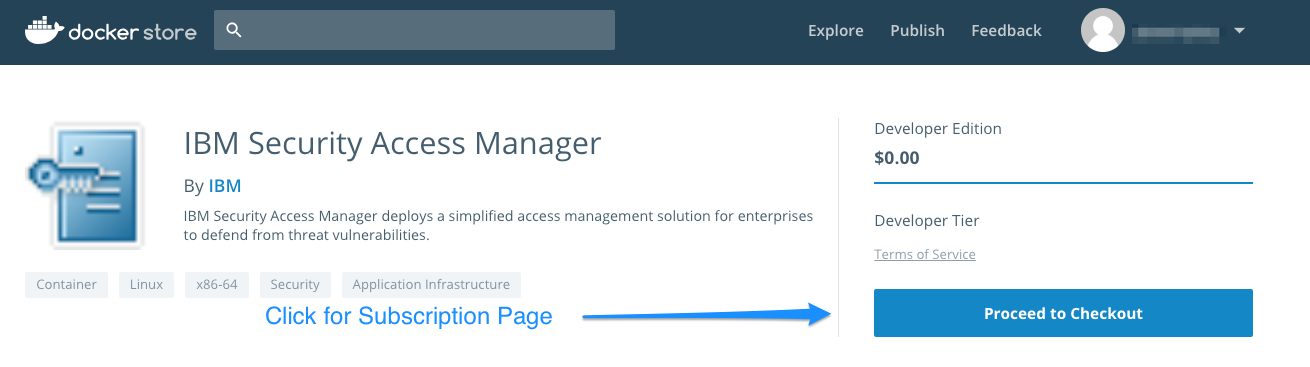 docker store
Explore Publish Feedback
IBM Security Access Manager
By IBM
IBM Security Access Manager deploys a simplified access management solution for enterprises
to defend from threat vulnerabilities.
Container Linux x86-64 Security Application Infrastructure
Click for Subscription Page
Developer Edition
$0.00
Developer Tier
Terms of Service
Proceed to Checkout